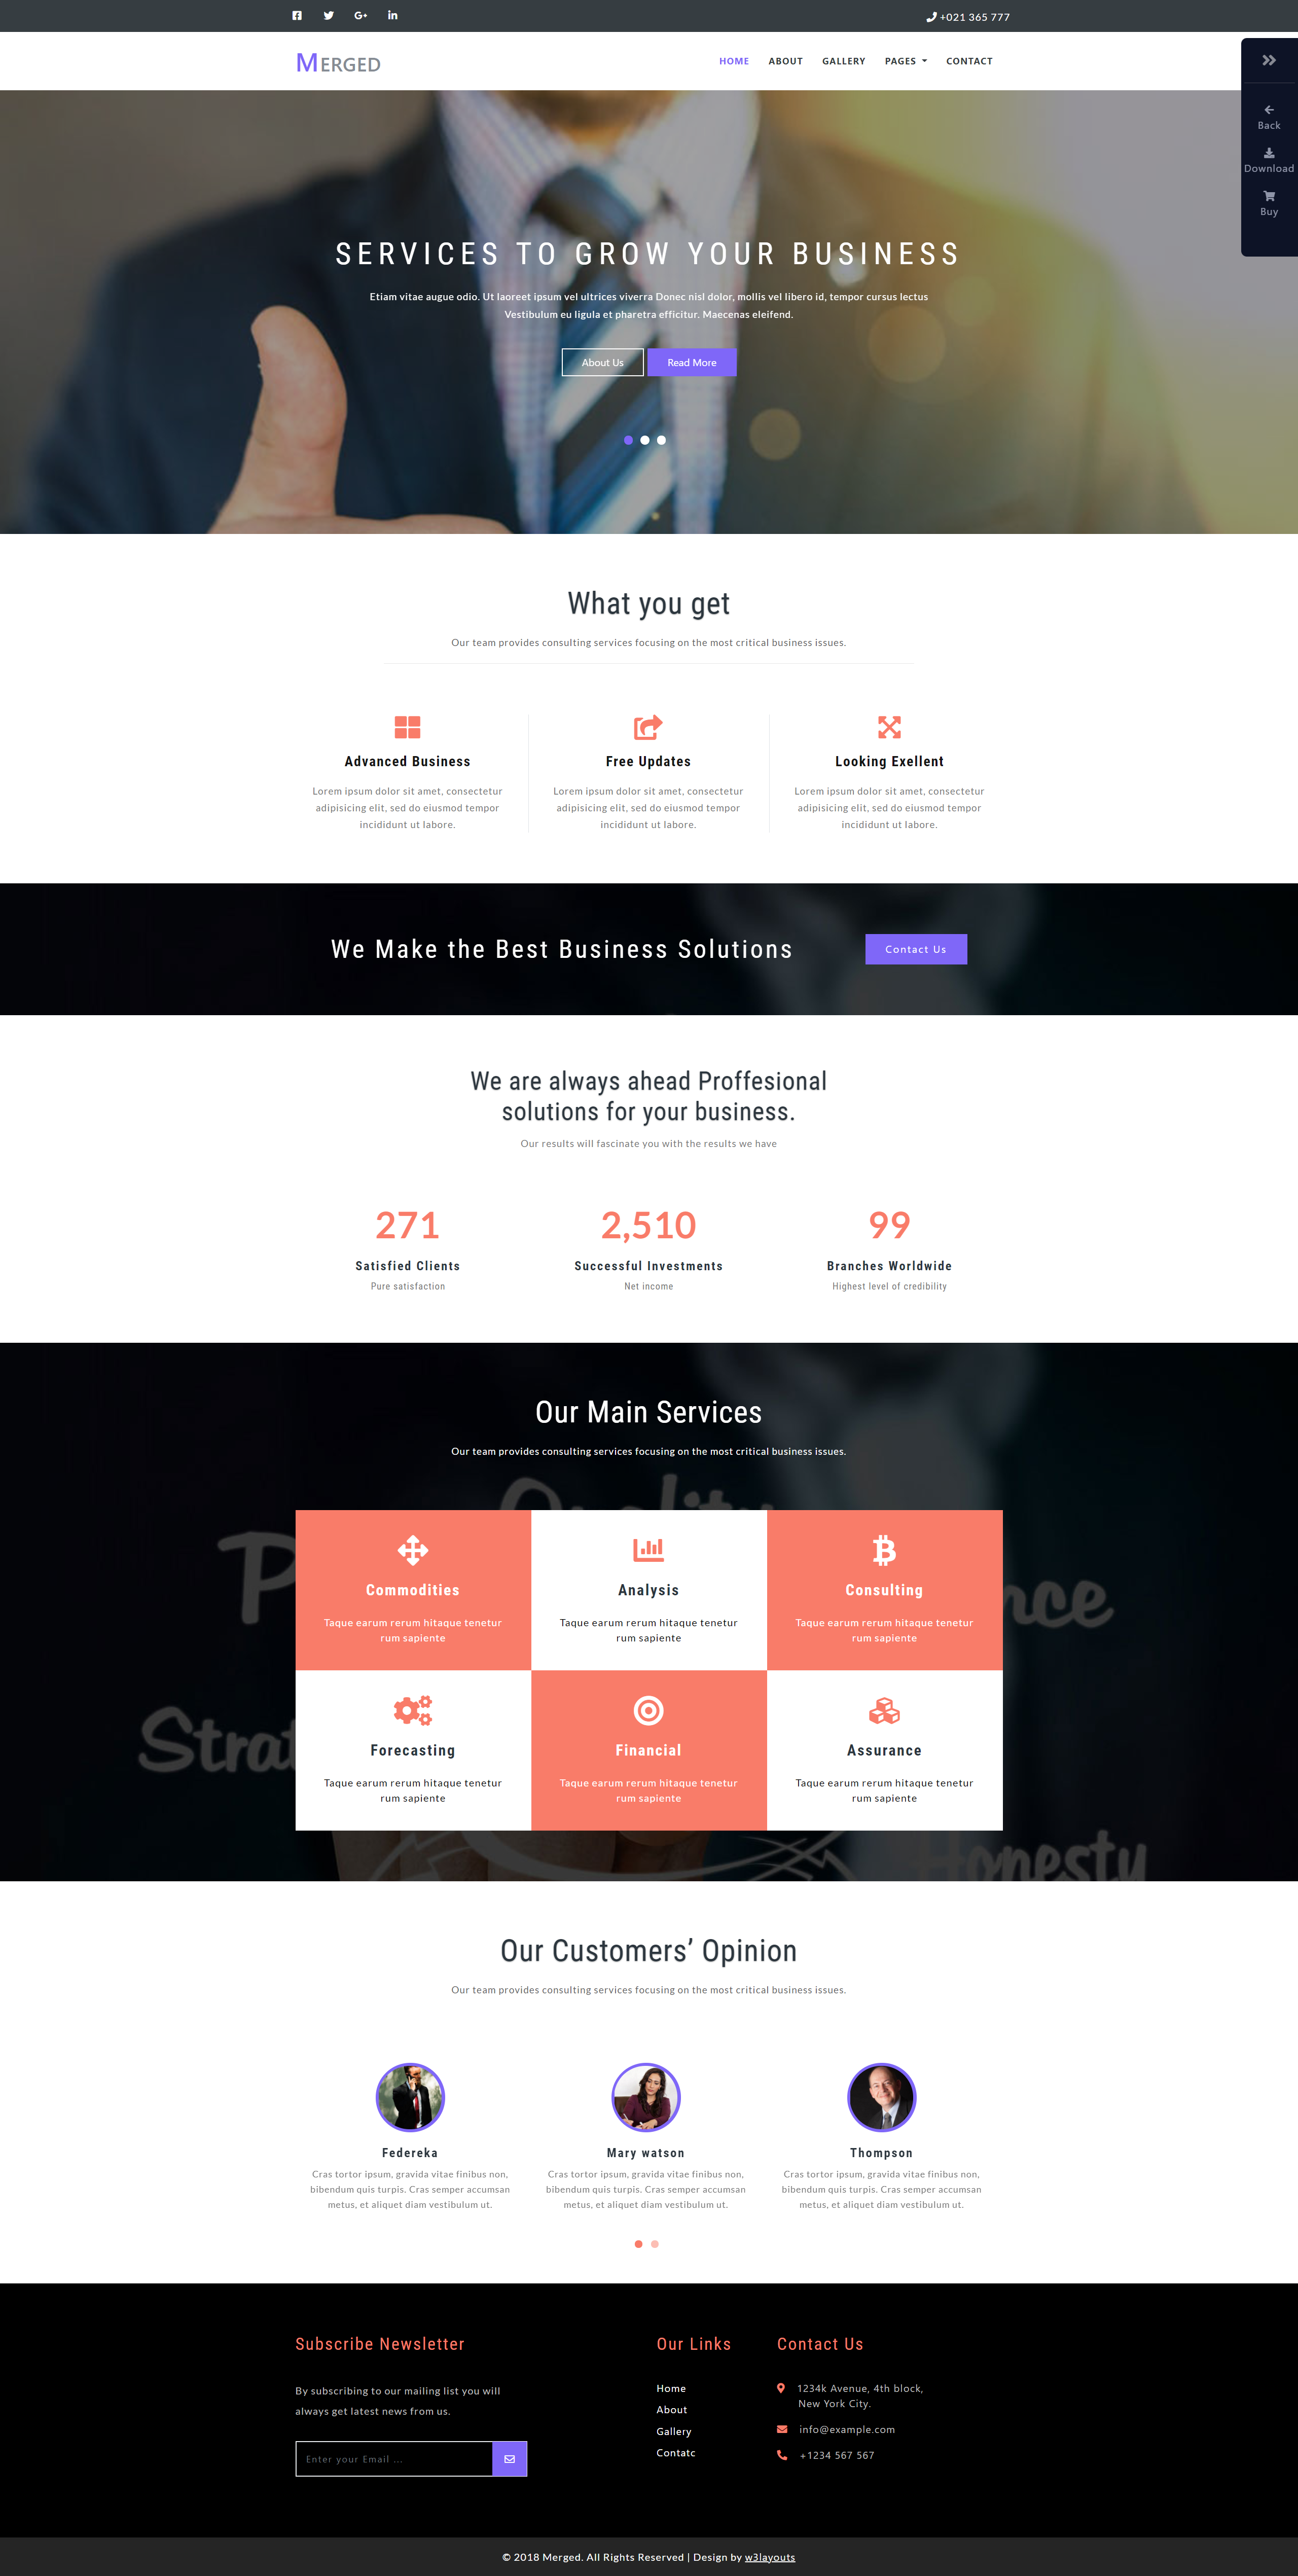 +021 365 777
MERGED
HOME ABOUT GALLERY PAGES CONTACT
Back
Download
Buy
SERVICES TO GROW YOUR BUSINESS
Etiam vitae augue odio. Ut laoreet ipsum vel ultrices viverra Donec nisl dolor, mollis vel libero id, tempor cursus lectus
Vestibulum eu ligula et pharetra efficitur. Maecenas eleifend.
About Us Read More
What you get
Our team provides consulting services focusing on the most critical business issues.
Advanced Business
Lorem ipsum dolor sit amet, consectetur
adipisicing elit, sed do eiusmod tempor
incididunt ut labore.
Free Updates
Lorem ipsum dolor sit amet, consectetur
adipisicing elit, sed do eiusmod tempor
incididunt ut labore.
Looking Exellent
Lorem ipsum dolor sit amet, consectetur
adipisicing elit, sed do eiusmod tempor
incididunt ut labore.
We Make the Best Business Solutions
Contact Us
We are always ahead Proffesional
solutions for your business.
Our results will fascinate you with the results we have
271
Satisfied Clients
Pure satisfaction
2,510
Successful Investments
Net income
99
Branches Worldwide
Highest level of credibility
Our Main Services
Our team provides consulting services focusing on the most critical business issues.
Quality
Commodities
Taque earum rerum hitaque tenetur
rum sapiente
Analysis
Taque earum rerum hitaque tenetur
rum sapiente
Consulting
Taque earum rerum hitaque tenetur
rum sapiente
Forecasting
Taque earum rerum hitaque tenetur
rum sapiente
Financial
Taque earum rerum hitaque tenetur
rum sapiente
Assurance
Taque earum rerum hitaque tenetur
rum sapiente
Honesty
Our Customers’ Opinion
Our team provides consulting services focusing on the most critical business issues.
Federeka
Cras tortor ipsum, gravida vitae finibus non,
bibendum quis turpis. Cras semper accumsan
metus, et aliquet diam vestibulum ut.
Mary watson
Cras tortor ipsum, gravida vitae finibus non,
bibendum quis turpis. Cras semper accumsan
metus, et aliquet diam vestibulum ut.
Thompson
Cras tortor ipsum, gravida vitae finibus non,
bibendum quis turpis. Cras semper accumsan
metus, et aliquet diam vestibulum ut.
Subscribe Newsletter
By subscribing to our mailing list you will
always get latest news from us.
Enter your Email ...
Our Links
Home
About
Gallery
Contatc
Contact Us
1234k Avenue, 4th block,
New York City.
info@example.com
+1234 567 567
© 2018 Merged. All Rights Reserved | Design by w3layouts